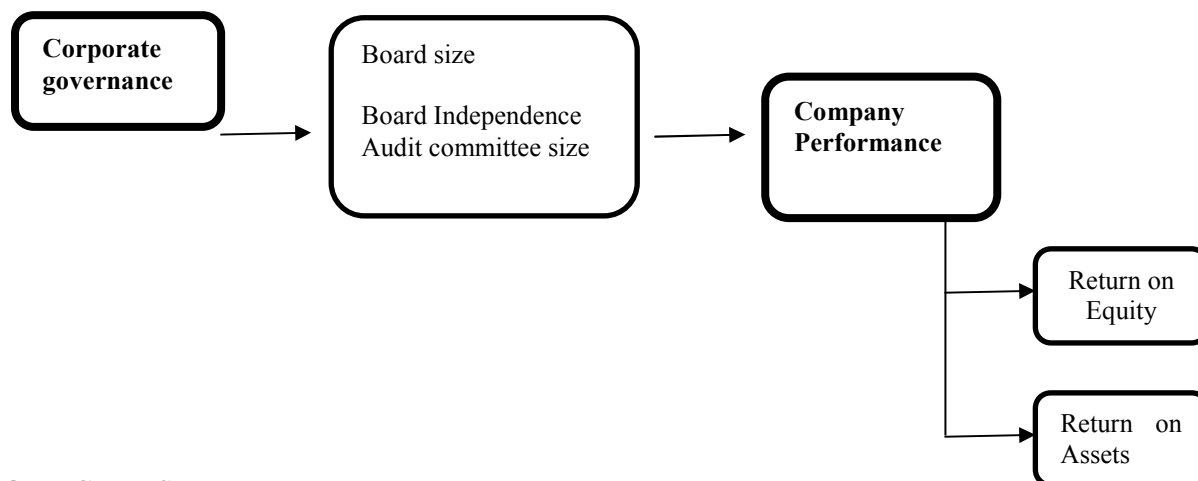 Corporate
governance
Board size
Board Independence
Audit committee size
Company
Performance
Return on
Equity
Return on
Assets